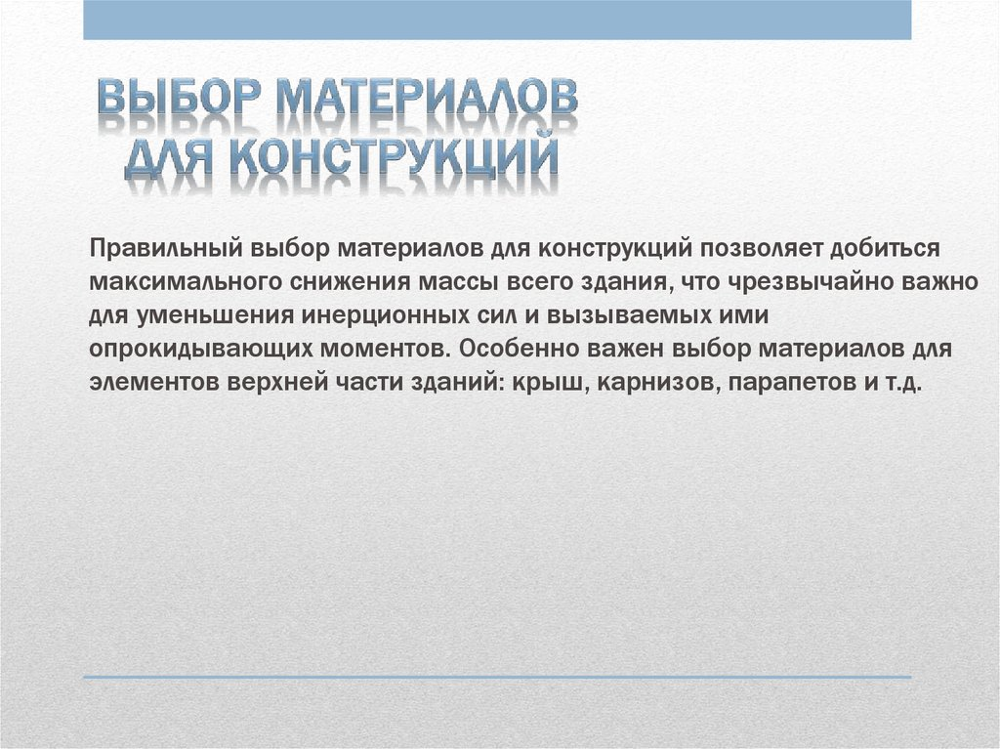 ВЫБОР МАТЕРИАЛОВ
ДЛЯ КОНСТРУКЦИЙ
Правильный выбор материалов для конструкций позволяет добиться
максимального снижения массы всего здания, что чрезвычайно важно
для уменьшения инерционных сил и вызываемых ими
опрокидывающих моментов. Особенно важен выбор материалов для
элементов верхней части зданий: крыш, карнизов, парапетов и т.д.